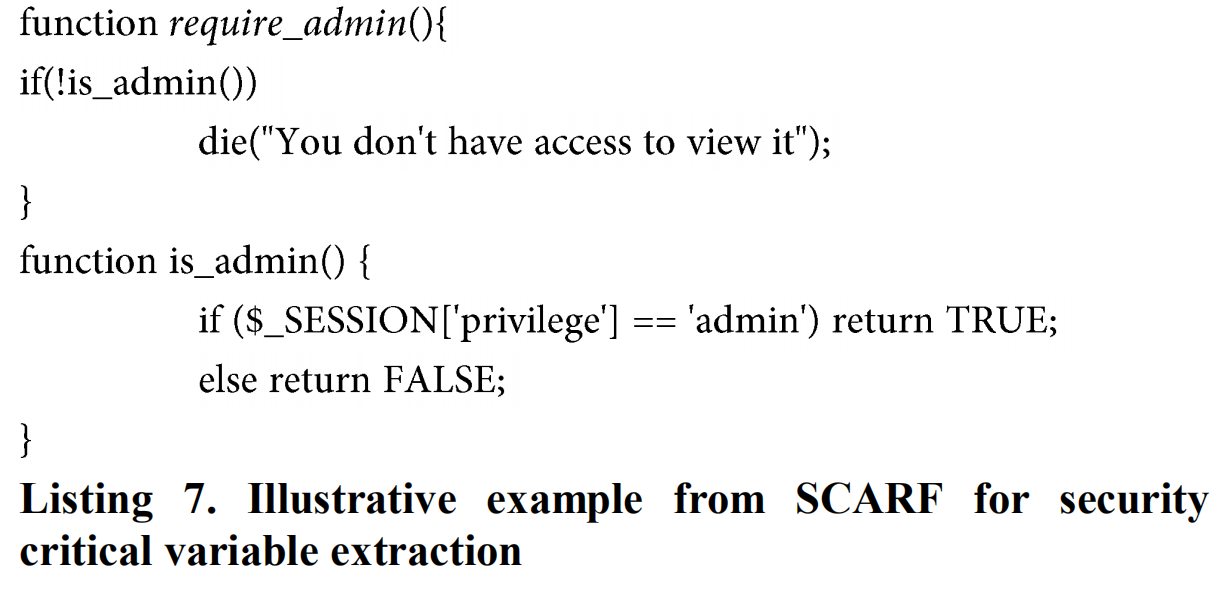 function require_admin(){
if(!is_admin())
die("You don't have access to view it");
}
function is_admin() {
if ($_SESSION['privilege'] == 'admin') return TRUE;
else return FALSE;
}
Listing 7. Illustrative example from SCARF for security
critical variable extraction